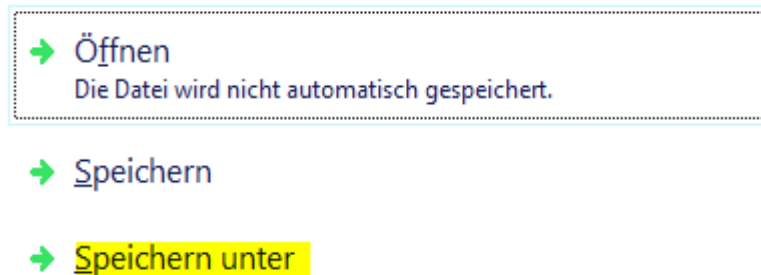 Öffnen
Die Datei wird nicht automatisch gespeichert.
Speichern
Speichern unter